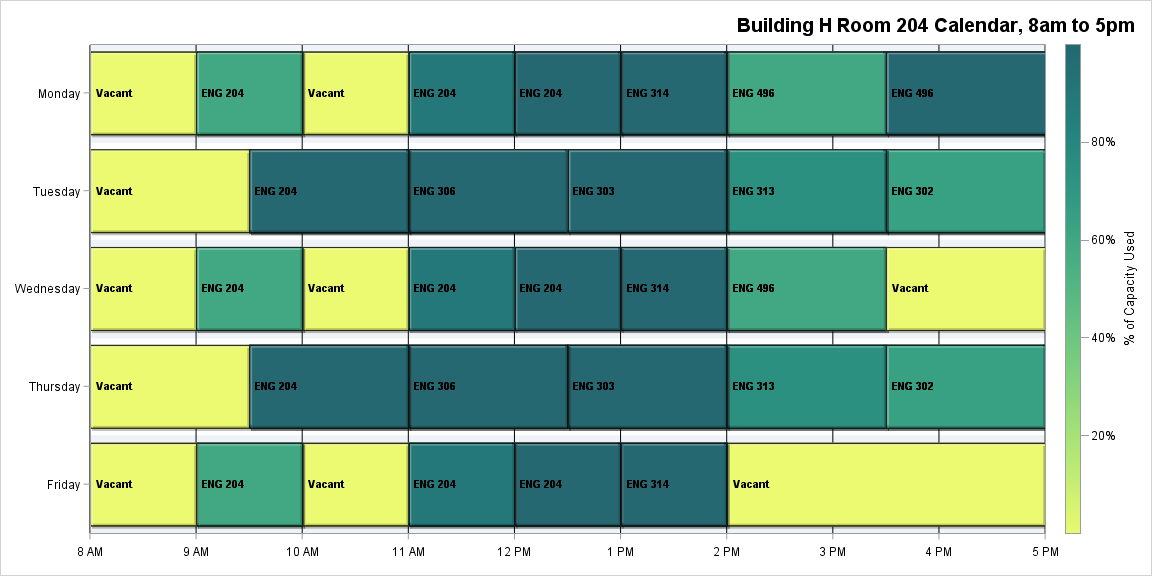 Building H Room 204 Calendar, 8am to 5pm
Monday
Vacant
ENG 204
Vacant
ENG 204
ENG 204
ENG 314
ENG 496
ENG 496
Tuesday
Vacant
ENG 204
ENG 306
ENG 303
ENG 313
ENG 302
Wednesday
Vacant
ENG 204
Vacant
ENG 204
ENG 204
ENG 314
ENG 496
Vacant
Thursday
Vacant
ENG 204
ENG 306
ENG 303
ENG 313
ENG 302
Friday
Vacant
ENG 204
Vacant
ENG 204
ENG 204
ENG 314
Vacant
8 AM
9 AM
10 AM
11 AM
12 PM
1 PM
2 PM
3 PM
4 PM
5 PM
80%
60%
40%
20%
% of Capacity Used